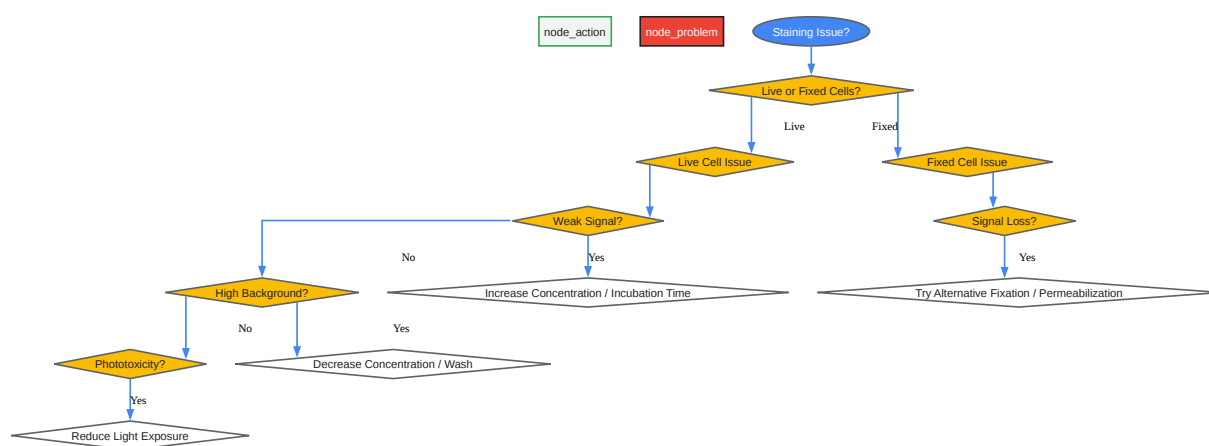 node_action
node_problem
Staining Issue?
Live or Fixed Cells?
Live
Fixed
Live Cell Issue
Fixed Cell Issue
Weak Signal?
Signal Loss?
No
Yes
Yes
High Background?
Increase Concentration / Incubation Time
Try Alternative Fixation / Permeabilization
No
Yes
Phototoxicity?
Decrease Concentration / Wash
Yes
Reduce Light Exposure